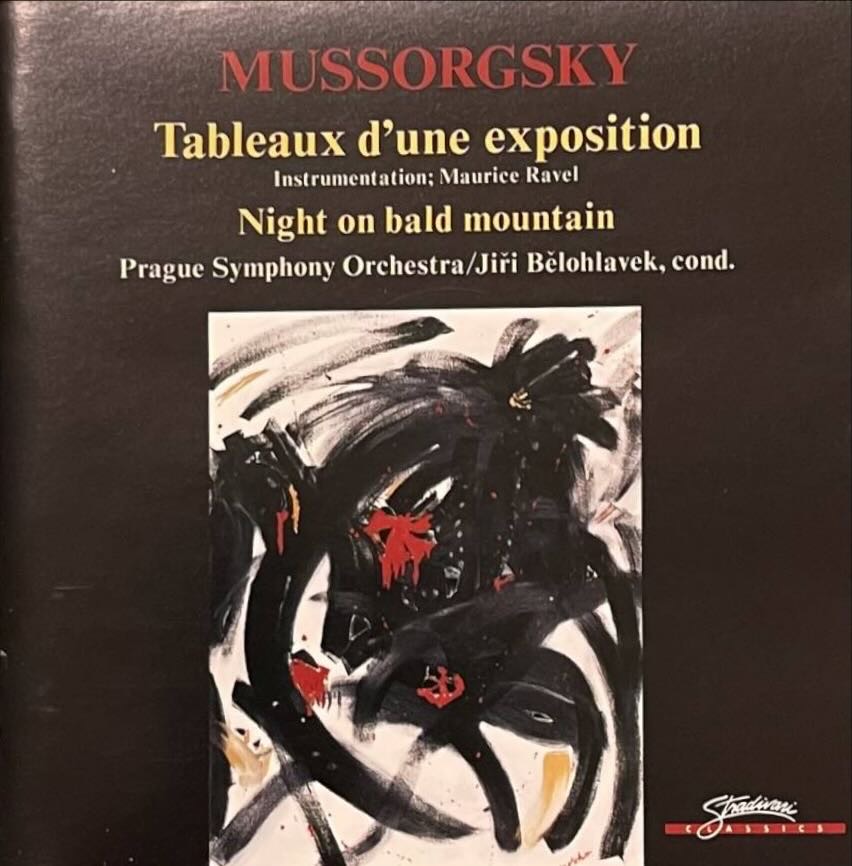 MUSSORGSKY
Tableaux d'une exposition
Instrumentation; Maurice Ravel
Night on bald mountain
Prague Symphony Orchestra/Jiři Bělohlavek, cond.
Stradivari
CLASSICS